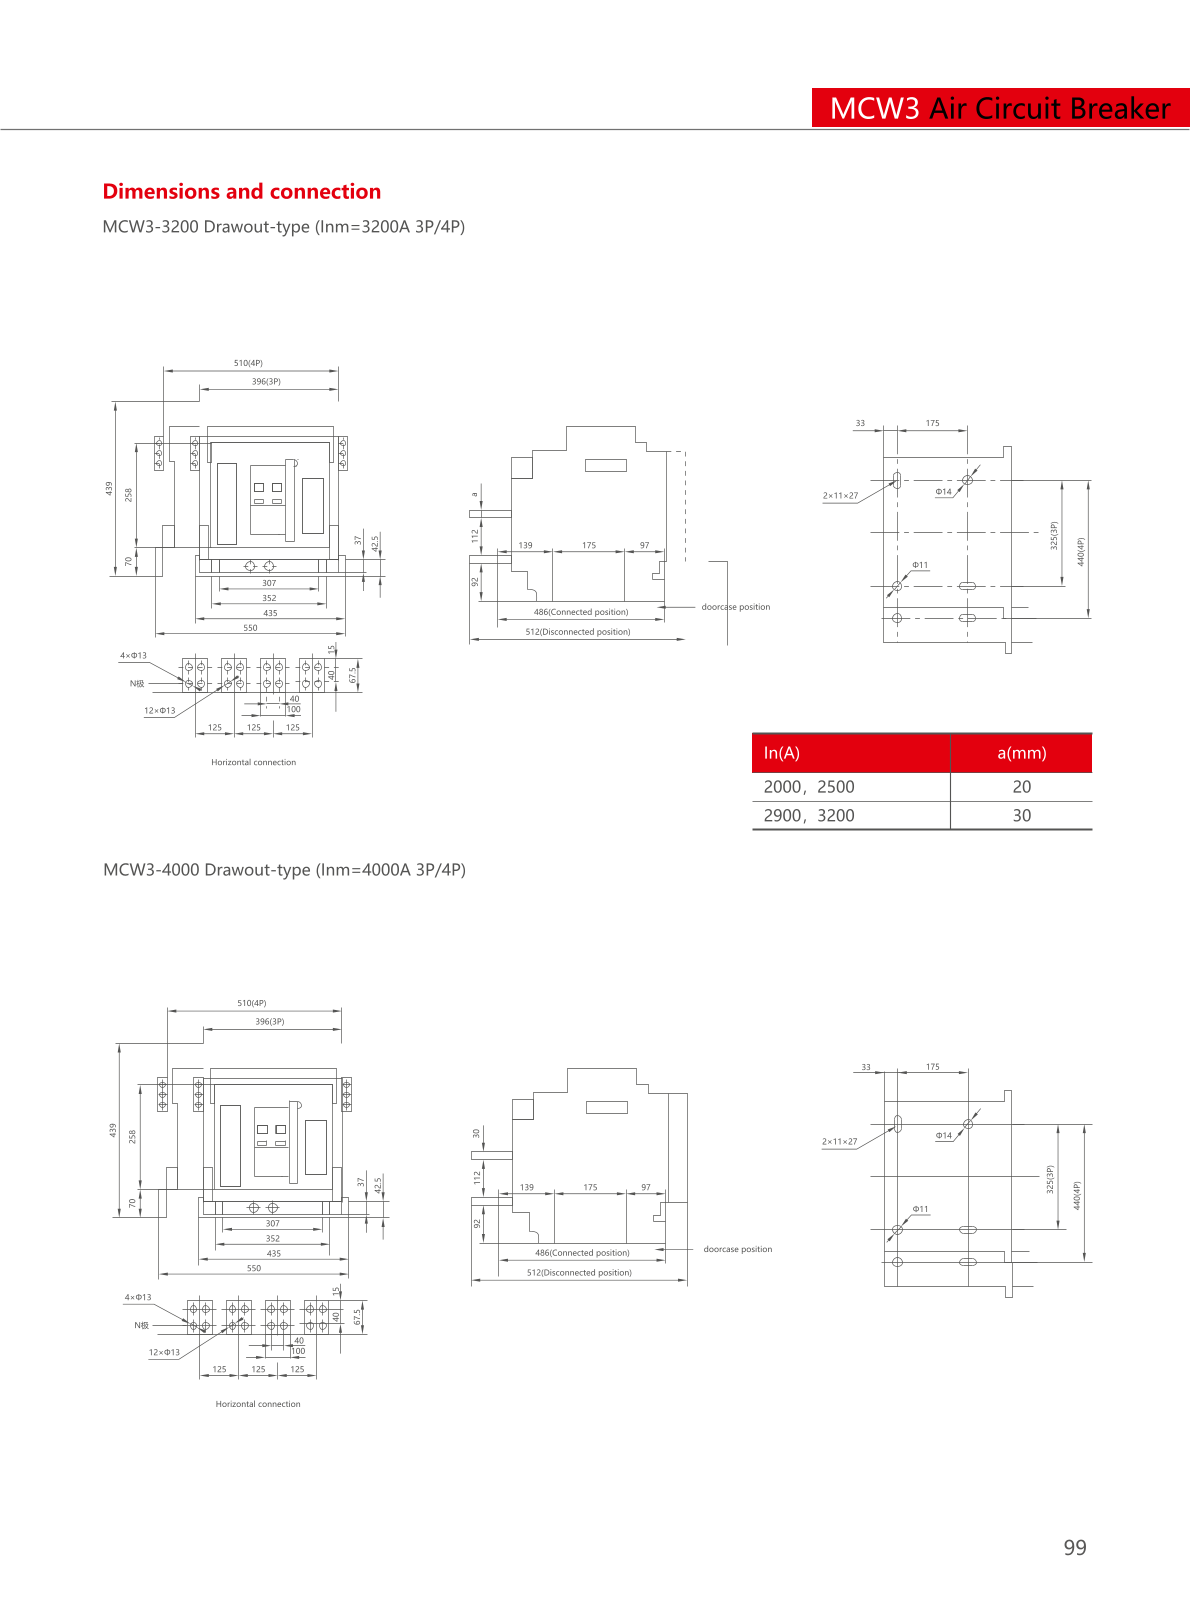 MCW3 Air Circuit Breaker
Dimensions and connection
MCW3-3200 Drawout-type (Inm=3200A 3P/4P)
510(4P)
396(3P)
439
258
70
37
42.5
307
352
435
550
4×Φ13
N极
12×Φ13
15
40
67.5
40
100
125 125 125
Horizontal connection
a
112
92
139 175 97
486(Connected position)
512(Disconnected position)
doorcase position
33 175
2×11×27
Φ14
Φ11
325(3P)
440(4P)
In(A) a(mm)
2000，2500 20
2900，3200 30
MCW3-4000 Drawout-type (Inm=4000A 3P/4P)
510(4P)
396(3P)
439
258
70
37
42.5
307
352
435
550
4×Φ13
N极
12×Φ13
15
40
67.5
40
100
125 125 125
Horizontal connection
30
112
92
139 175 97
486(Connected position)
512(Disconnected position)
doorcase position
33 175
2×11×27
Φ14
Φ11
325(3P)
440(4P)
99